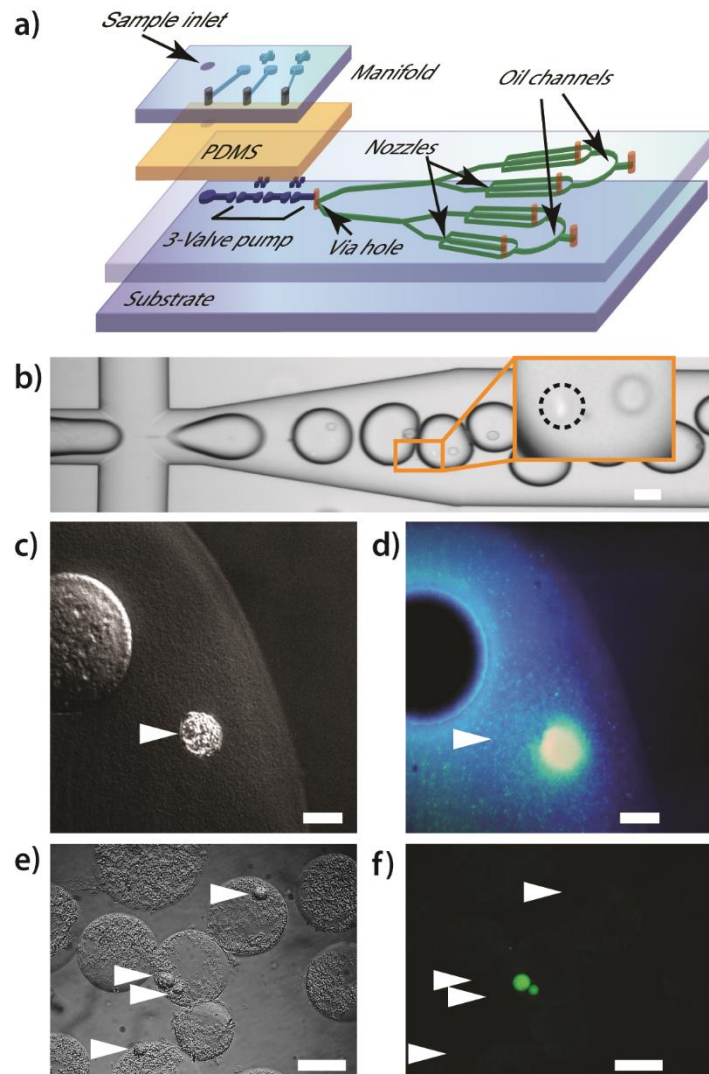 a)
Sample inlet
Manifold
Oil channels
PDMS
Nozzles
3-Valve pump
Via hole
Substrate
b)
c)
d)
e)
f)